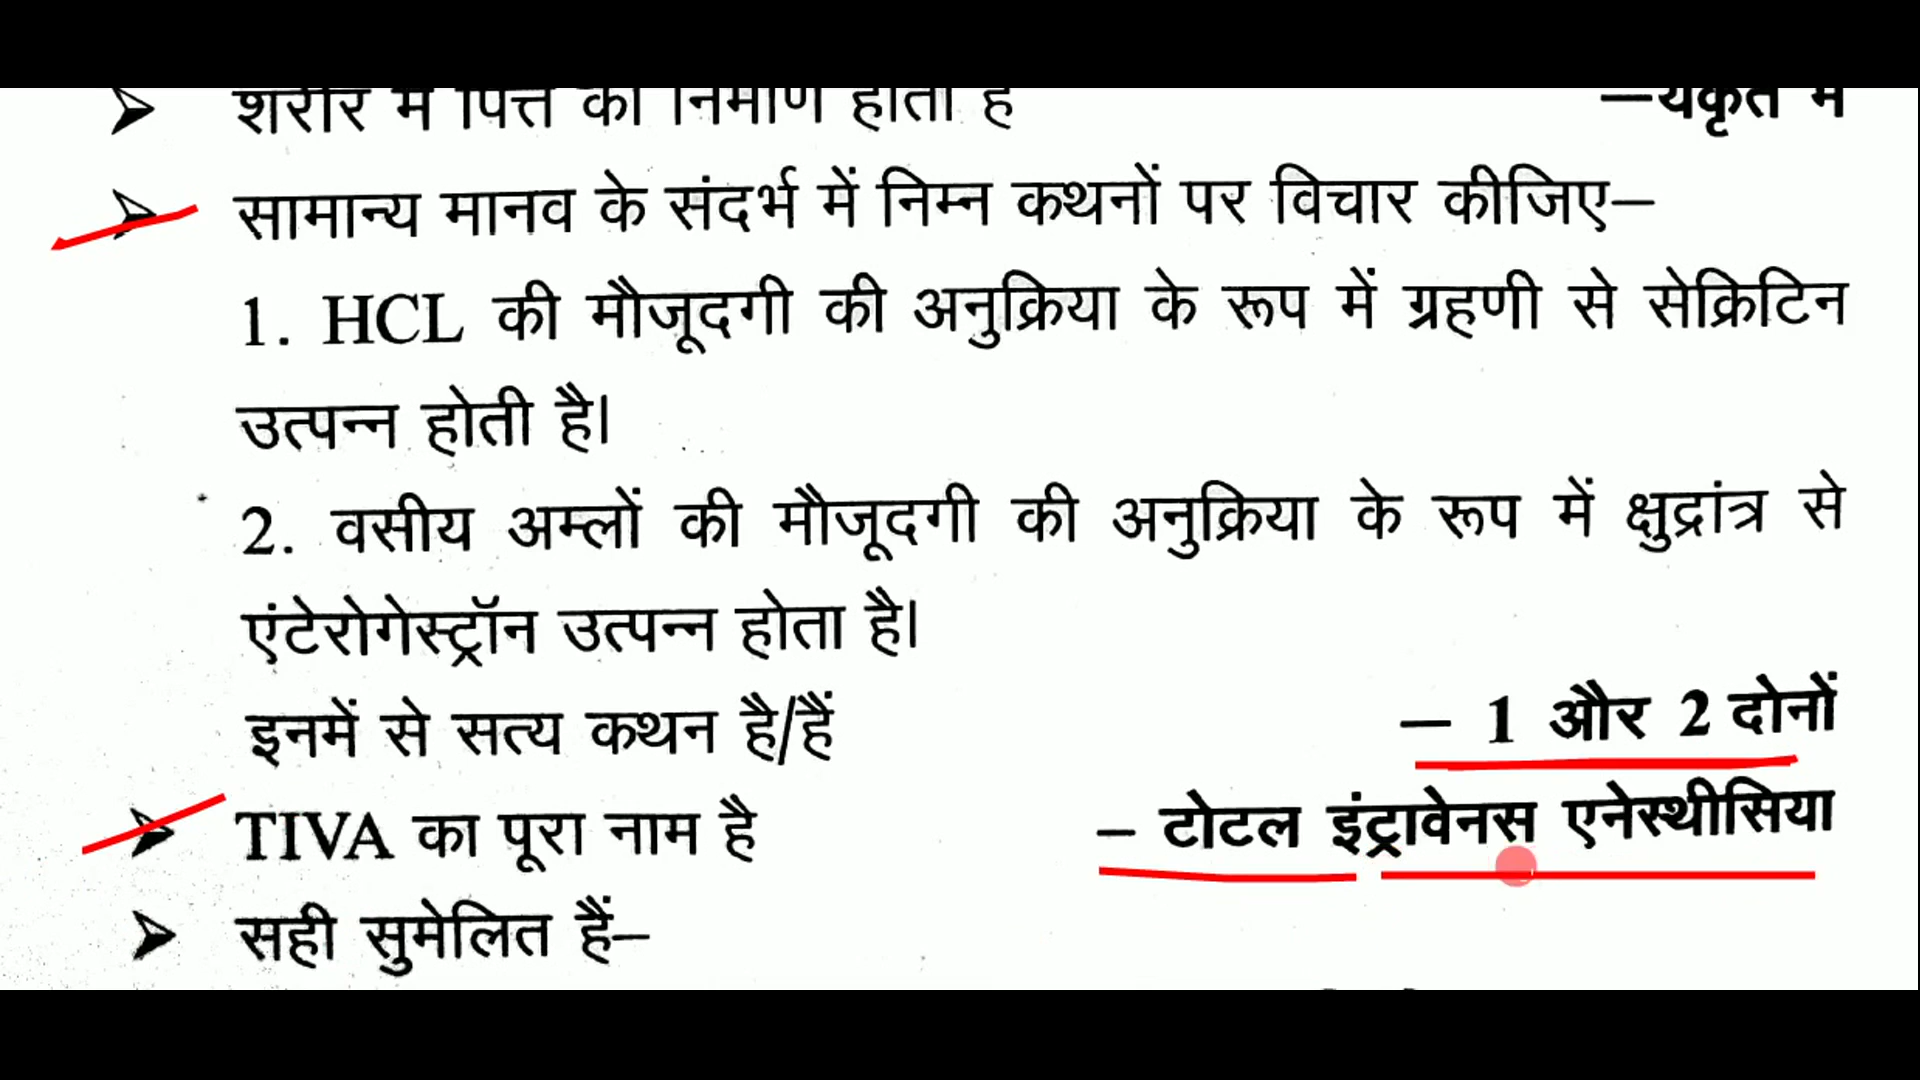 शरीर में पित्त का निर्माण होता है —यकृत में
सामान्य मानव के संदर्भ में निम्न कथनों पर विचार कीजिए–
1. HCL की मौजूदगी की अनुक्रिया के रूप में ग्रहणी से सेक्रिटिन
उत्पन्न होती है।
2. वसीय अम्लों की मौजूदगी की अनुक्रिया के रूप में क्षुद्रांत्र से
एंटेरोगेस्ट्रॉन उत्पन्न होता है।
इनमें से सत्य कथन है/हैं – 1 और 2 दोनों
TIVA का पूरा नाम है – टोटल इंट्रावेनस एनेस्थीसिया
सही सुमेलित हैं–